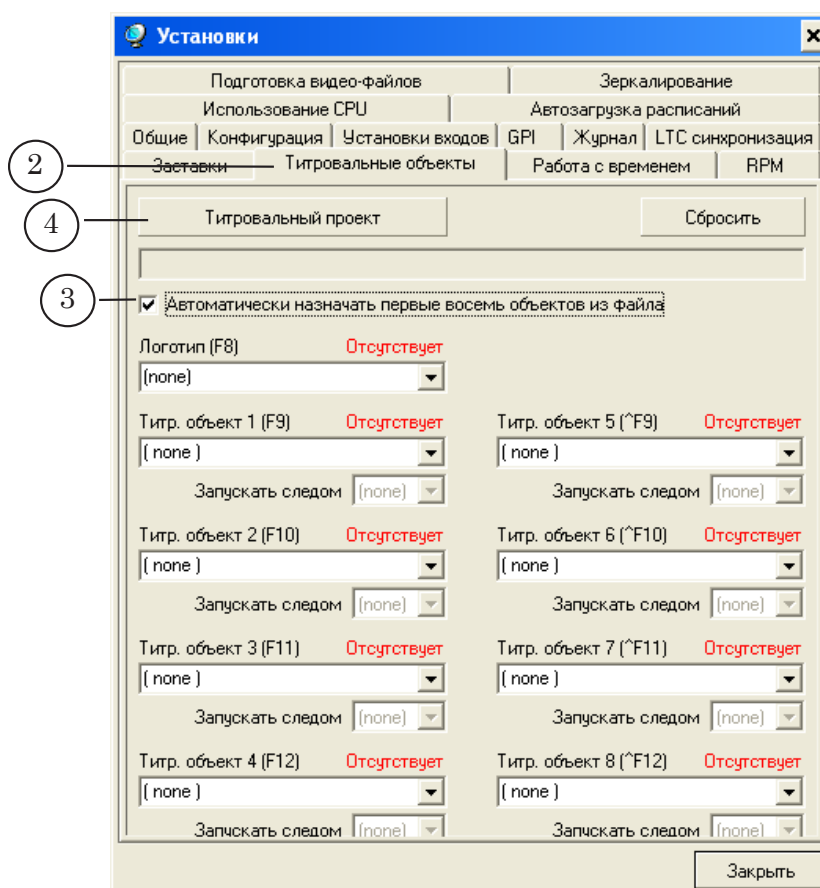 Установки
Подготовка видео-файлов Зеркалирование
Использование CPU Автозагрузка расписаний
Общие Конфигурация Установки входов GPI Журнал LTC синхронизация
2 Заставки Титровальные объекты Работа с временем RPM
4 Титровальный проект Сбросить
3 Автоматически назначать первые восемь объектов из файла
Логотип (F8) Отсутствует
(none)
Титр. объект 1 (F9) Отсутствует Титр. объект 5 (^F9) Отсутствует
( none ) ( none )
Запускать следом (none) Запускать следом (none)
Титр. объект 2 (F10) Отсутствует Титр. объект 6 (^F10) Отсутствует
( none ) ( none )
Запускать следом (none) Запускать следом (none)
Титр. объект 3 (F11) Отсутствует Титр. объект 7 (^F11) Отсутствует
( none ) ( none )
Запускать следом (none) Запускать следом (none)
Титр. объект 4 (F12) Отсутствует Титр. объект 8 (^F12) Отсутствует
( none ) ( none )
Запускать следом (none) Запускать следом (none)
Закрыть